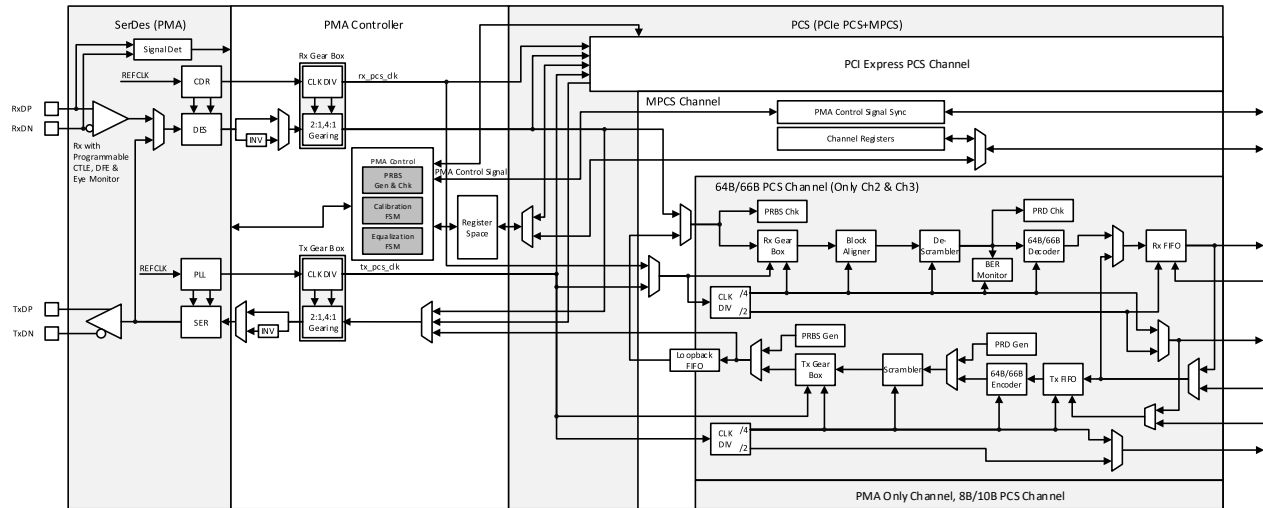 SerDes (PMA)
PMA Controller
PCS (PCIe PCS+MPCS)
Signal Det
Rx Gear Box
REFCLK
CDR
CLK DIV
rx_pcs_clk
PCI Express PCS Channel
RxDP
RxDN
DES
INV
2:1,4:1
Gearing
MPCS Channel
PMA Control Signal Sync
Channel Registers
Rx with
Programmable
CTLE, DFE &
Eye Monitor
PMA Control
PRBS
Gen & Chk
Calibration
FSM
Equalization
FSM
PMA Control Signal
Register
Space
64B/66B PCS Channel (Only Ch2 & Ch3)
PRBS Chk
PRD Chk
Rx Gear
Box
Block
Aligner
De-
Scrambler
64B/66B
Decoder
Rx FIFO
BER
Monitor
CLK
DIV
/4
/2
Tx Gear Box
REFCLK
PLL
CLK DIV
tx_pcs_clk
TxDP
TxDN
SER
INV
2:1,4:1
Gearing
PRBS Gen
PRD Gen
Loopback
FIFO
Tx Gear
Box
Scrambler
64B/66B
Encoder
Tx FIFO
CLK
DIV
/4
/2
PMA Only Channel, 8B/10B PCS Channel